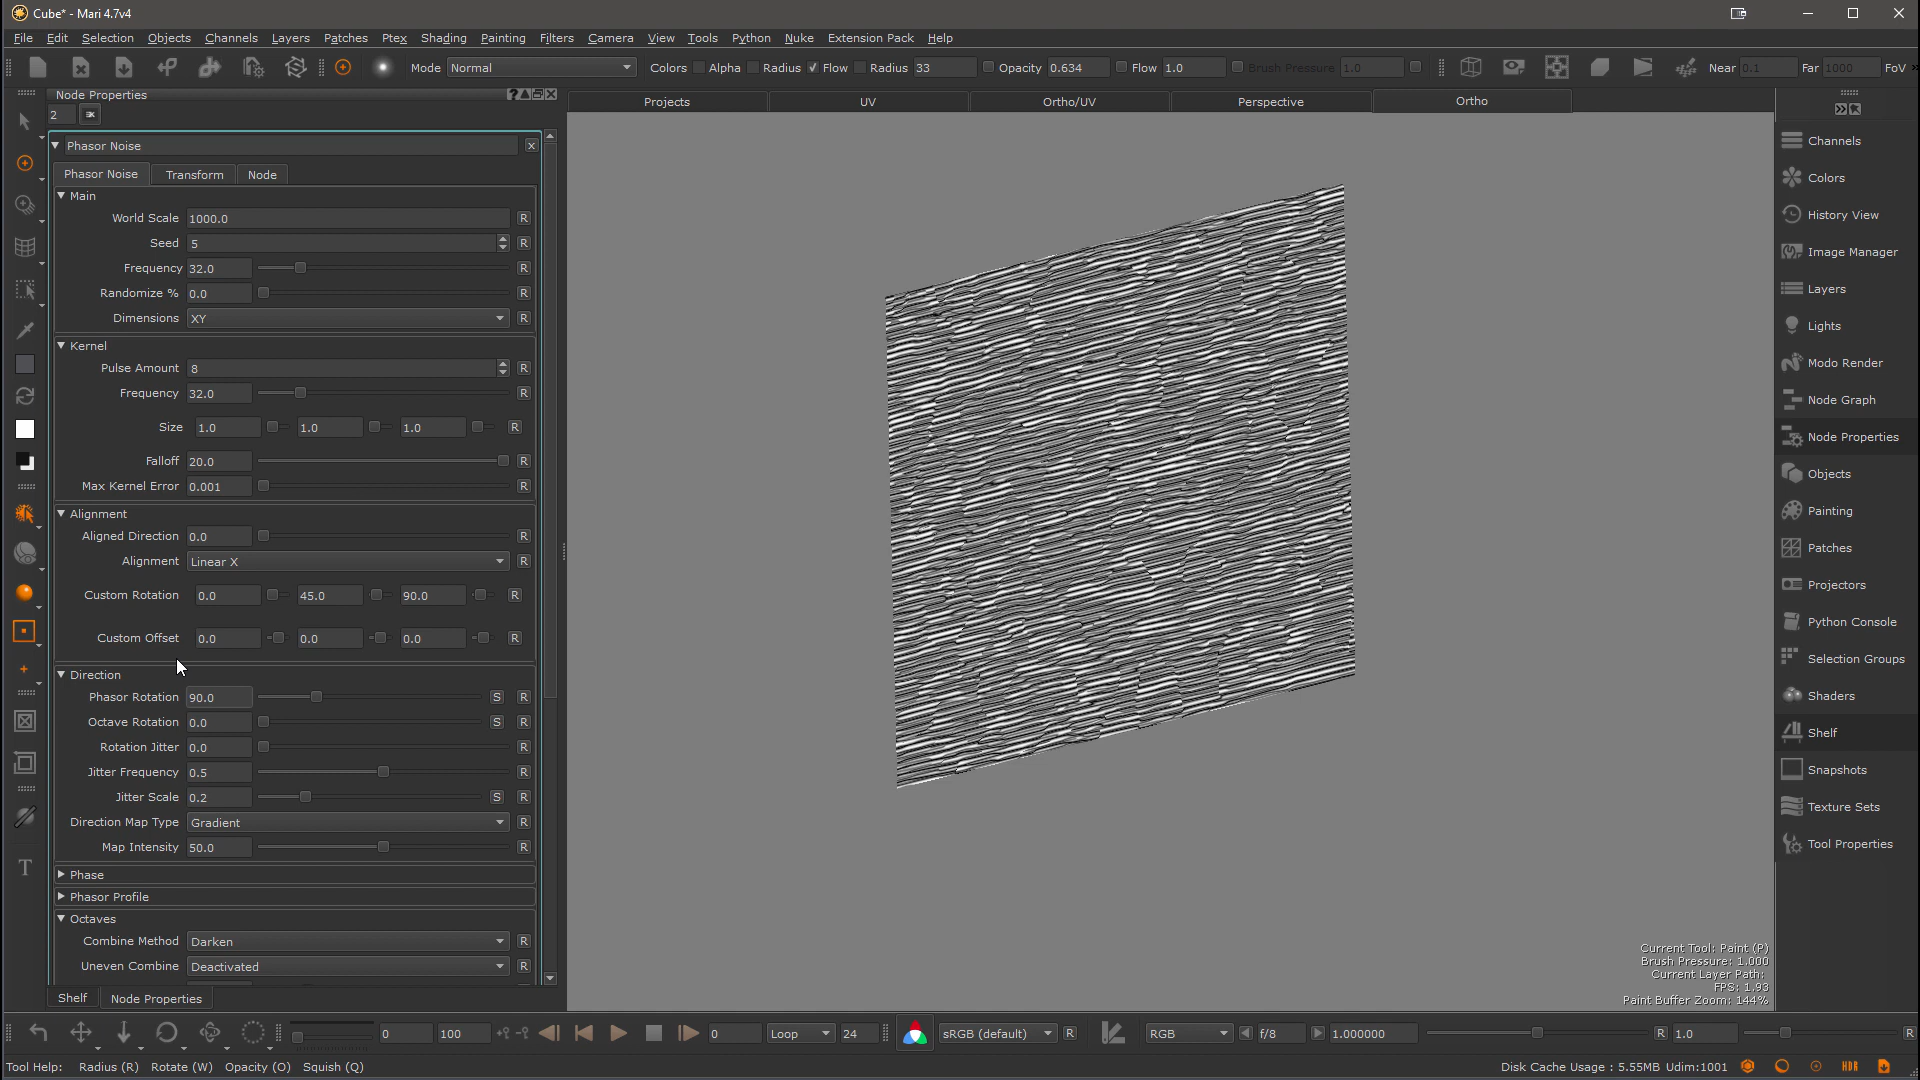 Cube* - Mari 4.7v4
File Edit Selection Objects Channels Layers Patches Ptex Shading Painting Filters Camera View Tools Python Nuke Extension Pack Help
Mode Normal Colors Alpha Radius Flow Radius 33 Opacity 0.634 Flow 1.0 Brush Pressure 1.0 Near 0.1 Far 1000 FoV
Node Properties
2
Projects UV Ortho/UV Perspective Ortho
Phasor Noise
Phasor Noise Transform Node
Main
World Scale 1000.0 R
Seed 5 R
Frequency 32.0 R
Randomize % 0.0 R
Dimensions XY R
Kernel
Pulse Amount 8 R
Frequency 32.0 R
Size 1.0 1.0 1.0 R
Falloff 20.0 R
Max Kernel Error 0.001 R
Alignment
Aligned Direction 0.0 R
Alignment Linear X R
Custom Rotation 0.0 45.0 90.0 R
Custom Offset 0.0 0.0 0.0 R
Direction
Phasor Rotation 90.0 S R
Octave Rotation 0.0 S R
Rotation Jitter 0.0 R
Jitter Frequency 0.5 R
Jitter Scale 0.2 S R
Direction Map Type Gradient R
Map Intensity 50.0 R
Phase
Phasor Profile
Octaves
Combine Method Darken R
Uneven Combine Deactivated R
Shelf Node Properties
Channels
Colors
History View
Image Manager
Layers
Lights
Modo Render
Node Graph
Node Properties
Objects
Painting
Patches
Projectors
Python Console
Selection Groups
Shaders
Shelf
Snapshots
Texture Sets
Tool Properties
Current Tool: Paint (P)
Brush Pressure: 1.000
Current Layer Path:
FPS: 1.93
Paint Buffer Zoom: 144%
0 100 0 Loop 24 sRGB (default) R RGB f/8 1.000000 R 1.0 R
Tool Help: Radius (R) Rotate (W) Opacity (O) Squish (Q)
Disk Cache Usage : 5.55MB Udim:1001 HDR